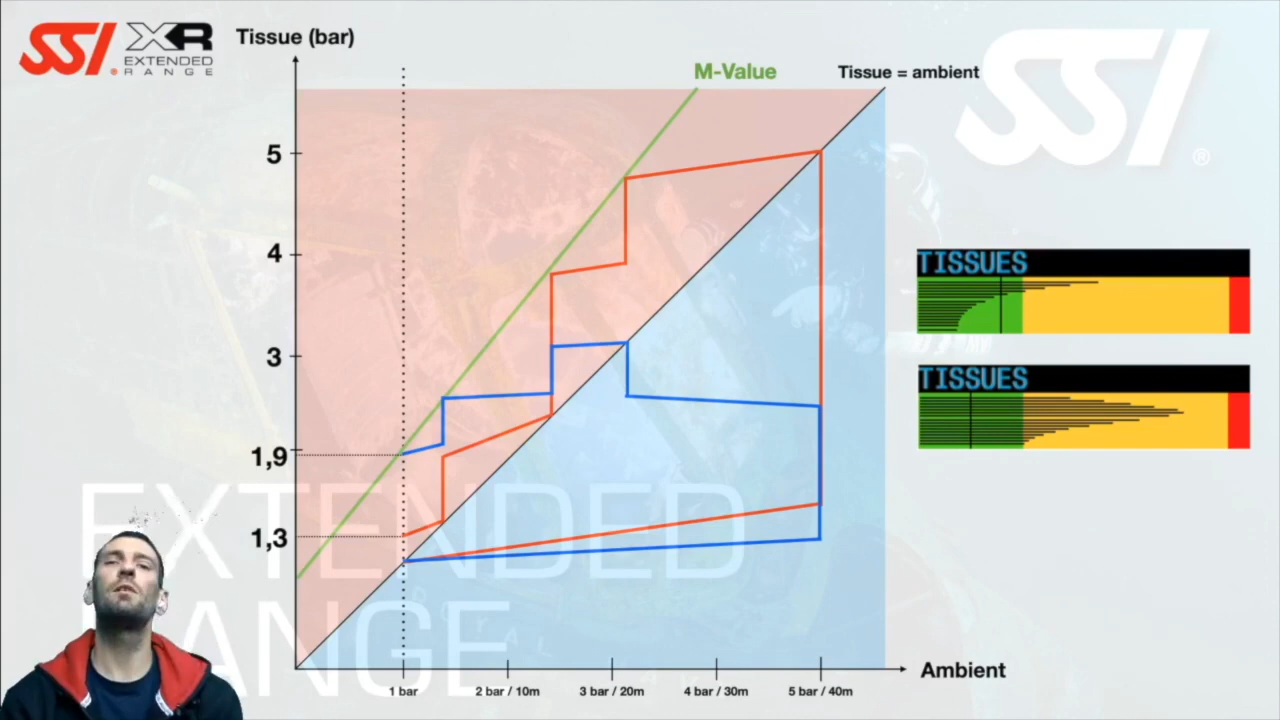 SSI® XR
EXTENDED
RANGE
Tissue (bar)
M-Value
Tissue = ambient
SSI®
5
4
3
1,9
1,3
TISSUES
TISSUES
EXTENDED
RANGE
Ambient
1 bar
2 bar / 10m
3 bar / 20m
4 bar / 30m
5 bar / 40m